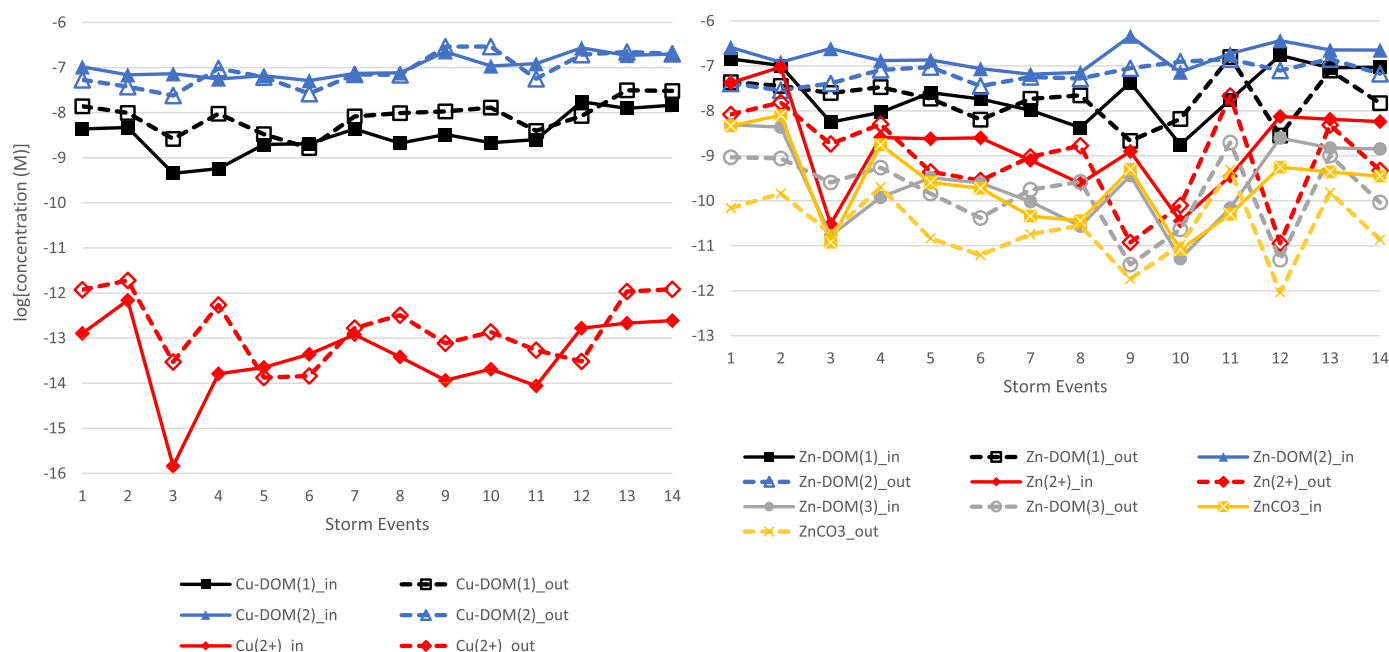 log[concentration (M)]
-6
-7
-8
-9
-10
-11
-12
-13
-14
-15
-16
1 2 3 4 5 6 7 8 9 10 11 12 13 14
Storm Events
Cu-DOM(1)_in Cu-DOM(1)_out
Cu-DOM(2)_in Cu-DOM(2)_out
Cu(2+)_in Cu(2+)_out
-6
-7
-8
-9
-10
-11
-12
-13
1 2 3 4 5 6 7 8 9 10 11 12 13 14
Storm Events
Zn-DOM(1)_in Zn-DOM(1)_out Zn-DOM(2)_in
Zn-DOM(2)_out Zn(2+)_in Zn(2+)_out
Zn-DOM(3)_in Zn-DOM(3)_out ZnCO3_in
ZnCO3_out